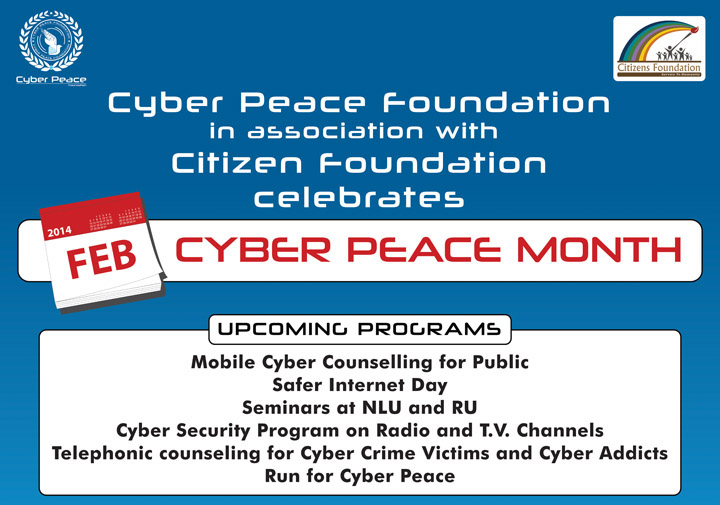 Cyber Peace
Foundation
Citizens Foundation
Cyber Peace Foundation
in association with
Citizen Foundation
celebrates
2014
FEB
CYBER PEACE MONTH
UPCOMING PROGRAMS
Mobile Cyber Counselling for Public
Safer Internet Day
Seminars at NLU and RU
Cyber Security Program on Radio and T.V. Channels
Telephonic counseling for Cyber Crime Victims and Cyber Addicts
Run for Cyber Peace